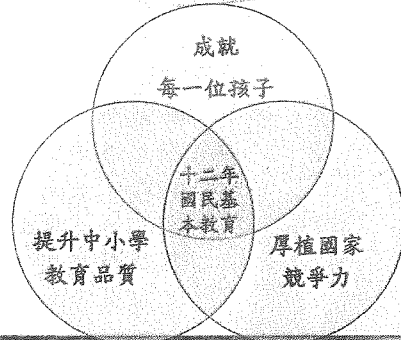 成就
每一位孩子
十二年
國民基
本教育
提升中小學
教育品質
厚植國家
競爭力